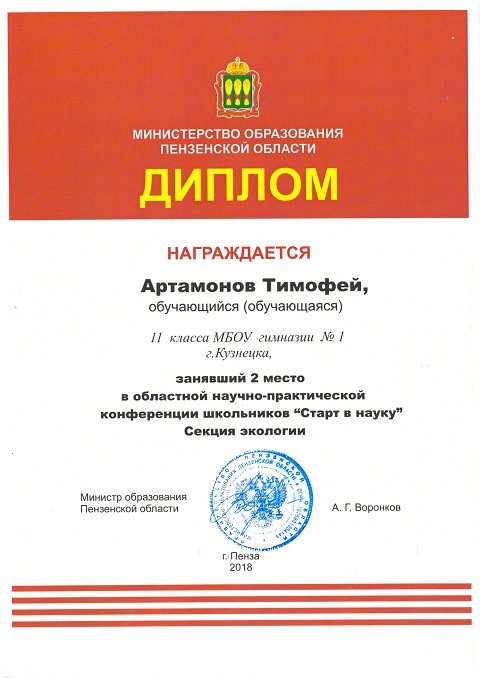 МИНИСТЕРСТВО ОБРАЗОВАНИЯ
ПЕНЗЕНСКОЙ ОБЛАСТИ
ДИПЛОМ
НАГРАЖДАЕТСЯ
Артамонов Тимофей,
обучающийся (обучающаяся)
11 класса МБОУ гимназии № 1
г.Кузнецка,
занявший 2 место
в областной научно-практической
конференции школьников “Старт в науку”
Секция экологии
Министр образования
Пензенской области
А. Г. Воронков
г. Пенза
2018